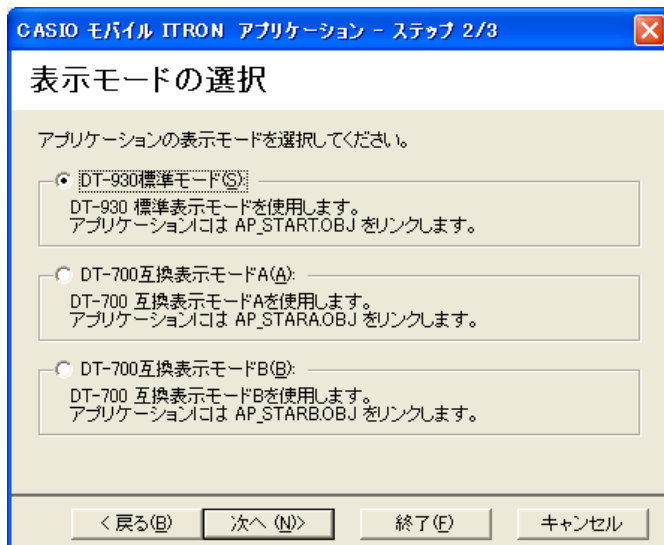 CASIO モバイル ITRON アプリケーション - ステップ 2/3
表示モードの選択
アプリケーションの表示モードを選択してください。
DT-930標準モード(S):
DT-930 標準表示モードを使用します。
アプリケーションには AP_START.OBJ をリンクします。
DT-700互換表示モードA(A):
DT-700 互換表示モードAを使用します。
アプリケーションには AP_STARA.OBJ をリンクします。
DT-700互換表示モードB(B):
DT-700 互換表示モードBを使用します。
アプリケーションには AP_STARB.OBJ をリンクします。
< 戻る(B) 次へ (N)> 終了(F) キャンセル